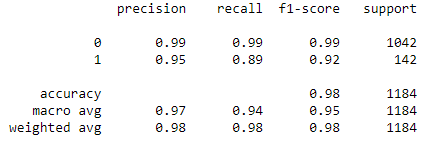 precision recall f1-score support
0 0.99 0.99 0.99 1042
1 0.95 0.89 0.92 142
accuracy 0.98 1184
macro avg 0.97 0.94 0.95 1184
weighted avg 0.98 0.98 0.98 1184